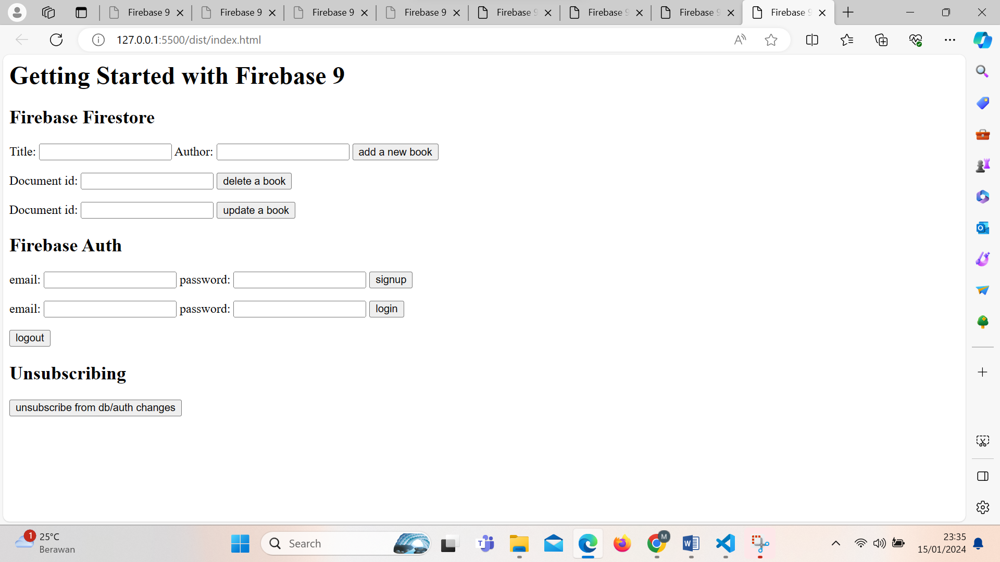 Firebase 9 Firebase 9 Firebase 9 Firebase 9 Firebase 9 Firebase 9 Firebase 9 Firebase 9
127.0.0.1:5500/dist/index.html
Getting Started with Firebase 9
Firebase Firestore
Title: Author: add a new book
Document id: delete a book
Document id: update a book
Firebase Auth
email: password: signup
email: password: login
logout
Unsubscribing
unsubscribe from db/auth changes
1 25°C
Berawan
Search
M
23:35
15/01/2024